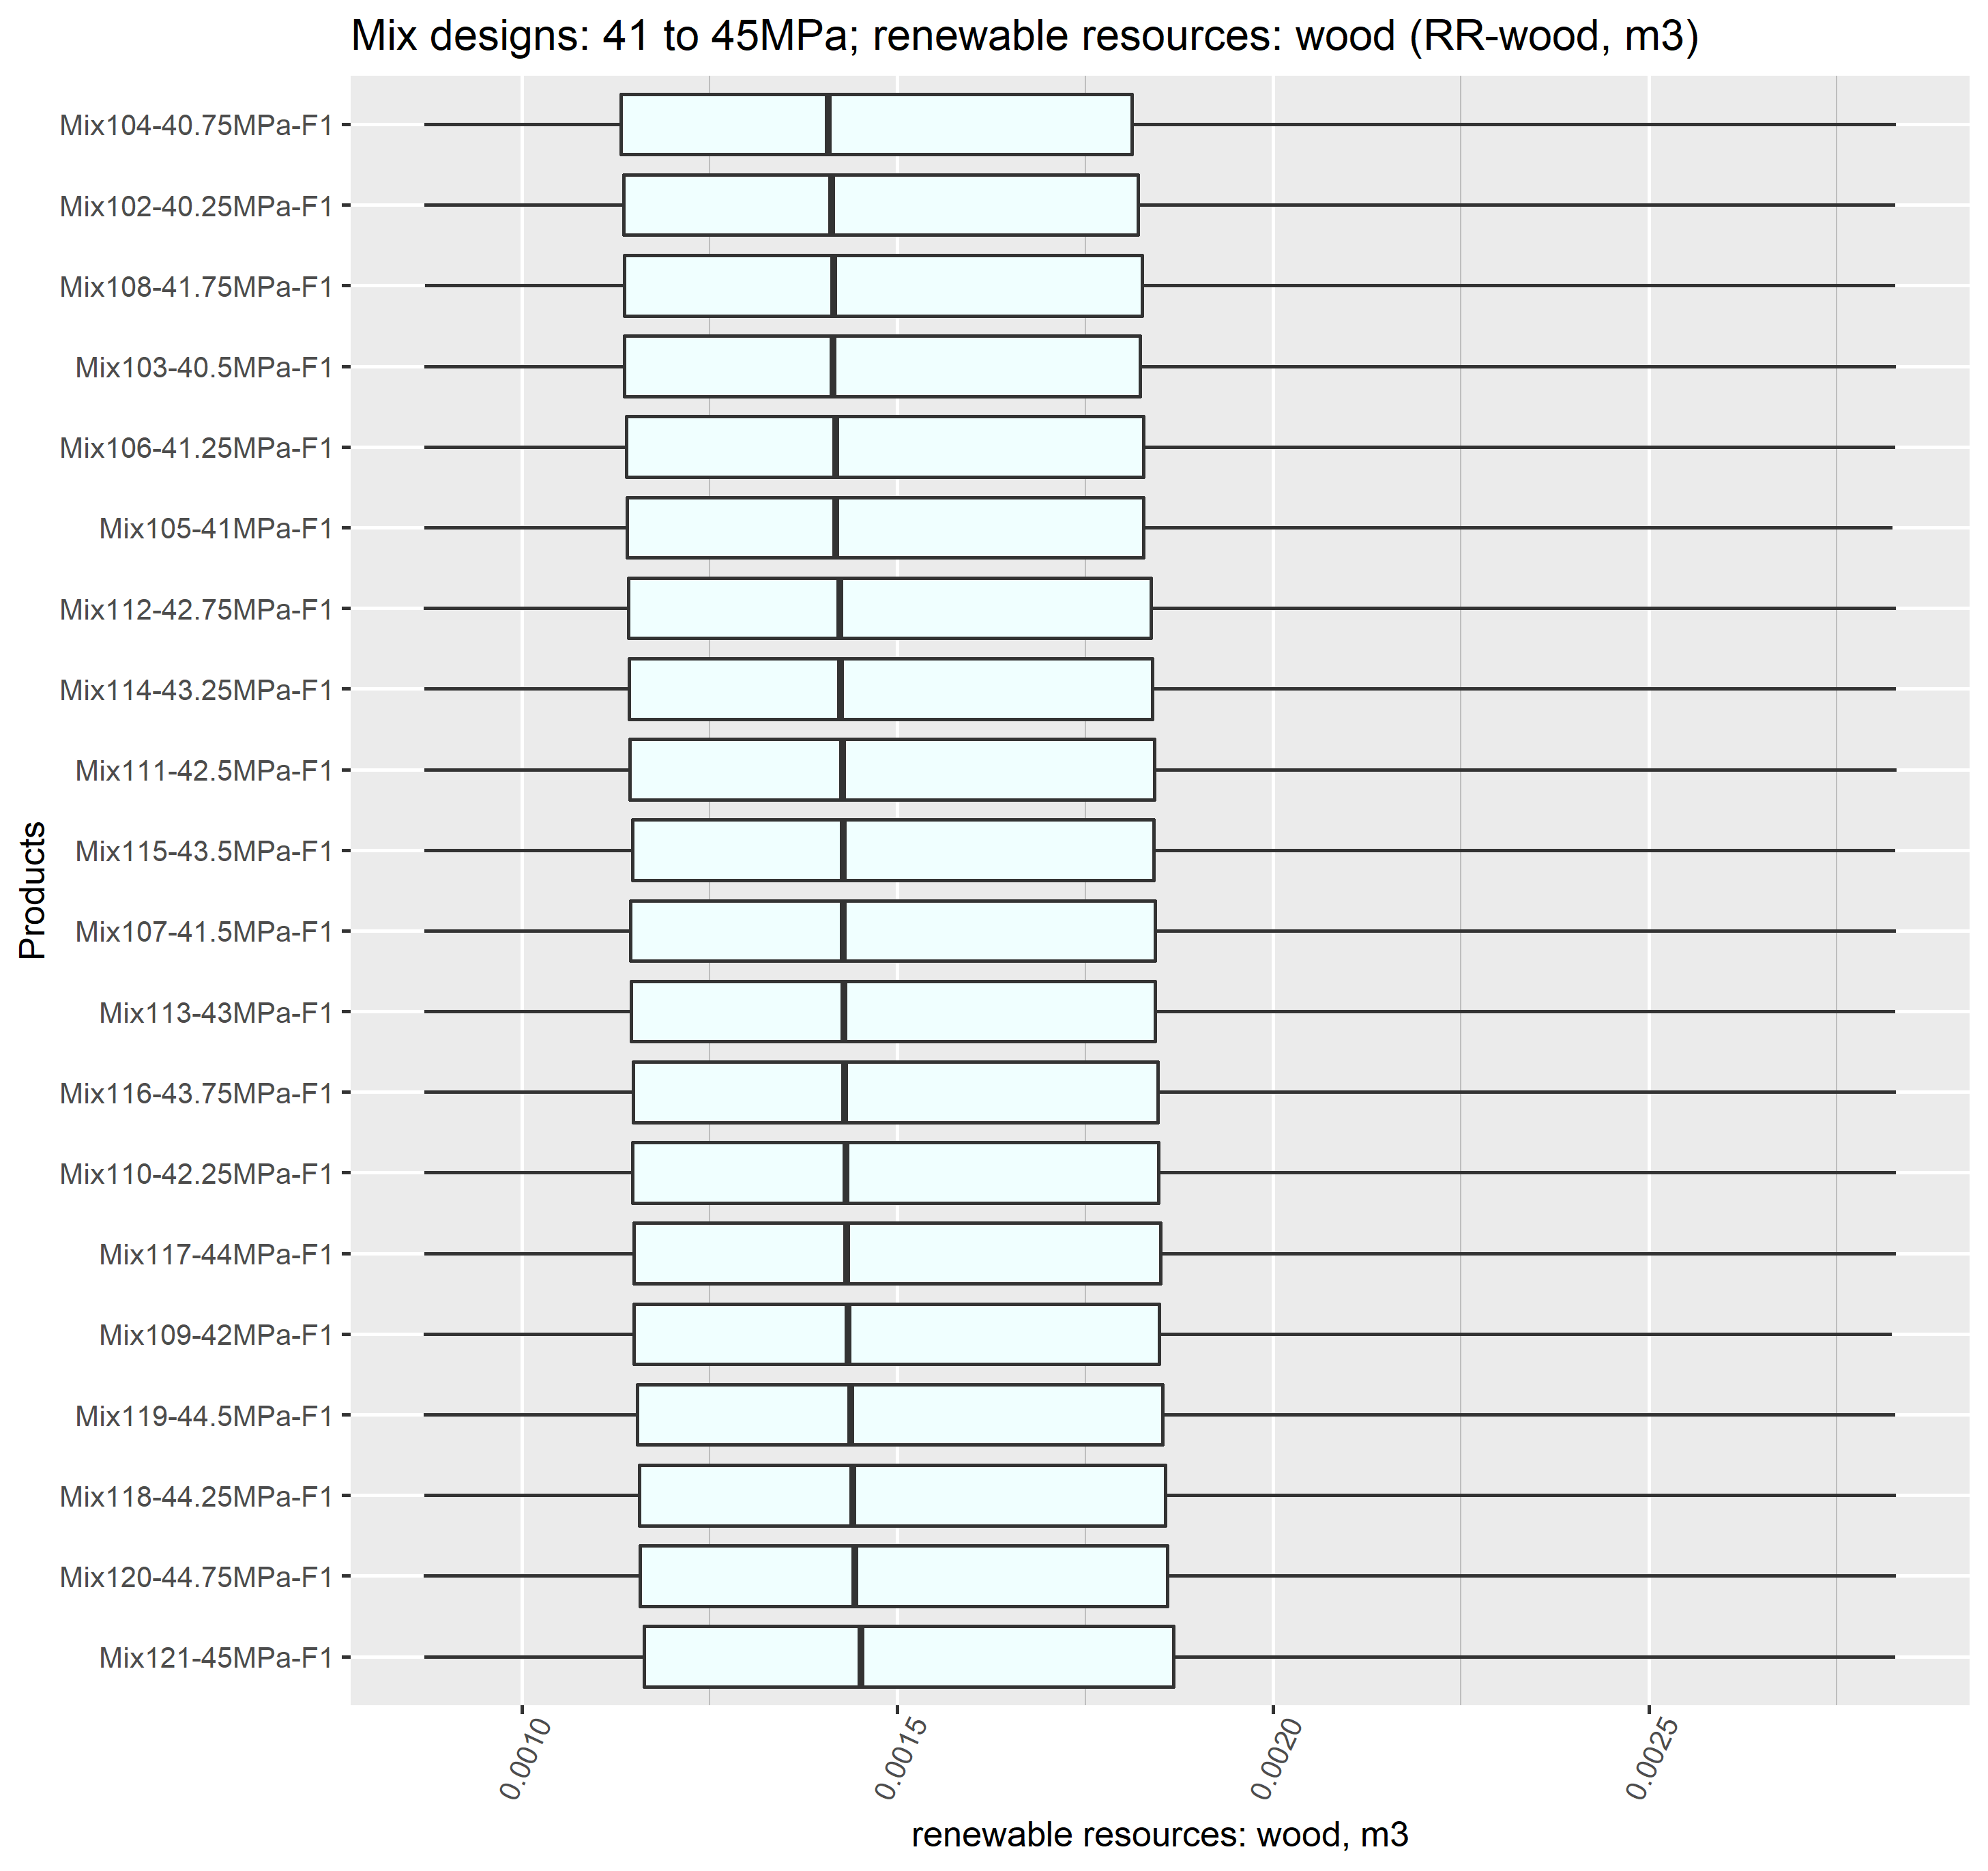 Mix designs: 41 to 45MPa; renewable resources: wood (RR-wood, m3)
Mix104-40.75MPa-F1
Mix102-40.25MPa-F1
Mix108-41.75MPa-F1
Mix103-40.5MPa-F1
Mix106-41.25MPa-F1
Mix105-41MPa-F1
Mix112-42.75MPa-F1
Mix114-43.25MPa-F1
Mix111-42.5MPa-F1
Mix115-43.5MPa-F1
Mix107-41.5MPa-F1
Mix113-43MPa-F1
Mix116-43.75MPa-F1
Mix110-42.25MPa-F1
Mix117-44MPa-F1
Mix109-42MPa-F1
Mix119-44.5MPa-F1
Mix118-44.25MPa-F1
Mix120-44.75MPa-F1
Mix121-45MPa-F1
Products
0.0010
0.0015
0.0020
0.0025
renewable resources: wood, m3